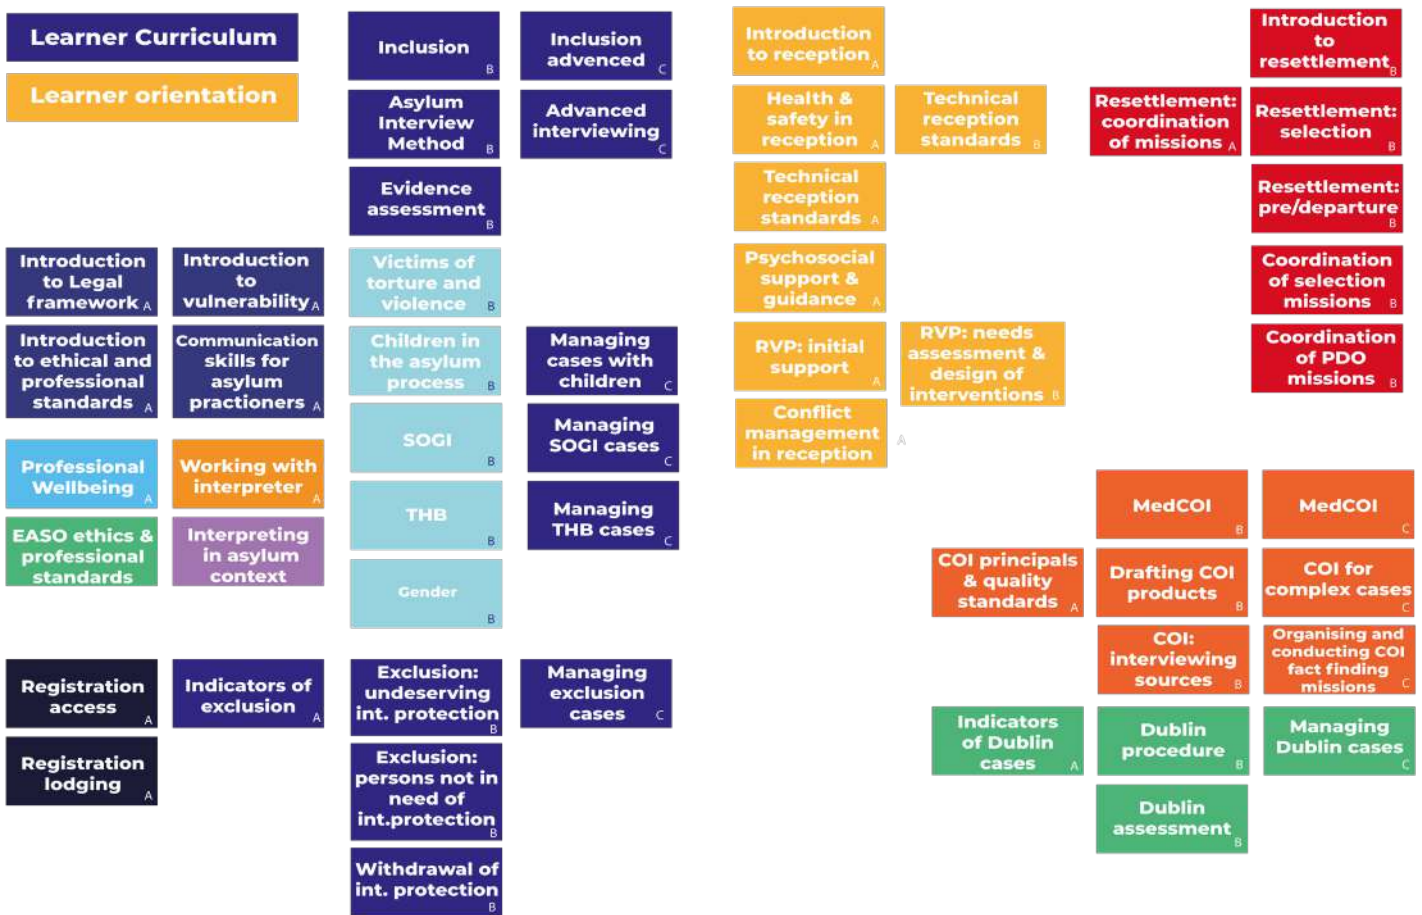 Learner Curriculum
Learner orientation
Inclusion
B
Inclusion
advenced
C
Asylum
Interview
Method
B
Advanced
interviewing
C
Evidence
assessment
B
Introduction
to Legal
framework
A
Introduction
to
vulnerability
A
Victims of
torture and
violence
B
Introduction
to ethical and
professional
standards
A
Communication
skills for
asylum
practioners
A
Children in
the asylum
process
B
Managing
cases with
children
C
SOGI
B
Managing
SOGI cases
C
Professional
Wellbeing
A
Working with
interpreter
A
THB
B
Managing
THB cases
C
EASO ethics &
professional
standards
Interpreting
in asylum
context
Gender
B
Registration
access
A
Indicators of
exclusion
A
Exclusion:
undeserving
int. protection
B
Managing
exclusion
cases
C
Registration
lodging
A
Exclusion:
persons not in
need of
int.protection
B
Withdrawal of
int. protection
B
Introduction
to reception
A
Health &
safety in
reception
A
Technical
reception
standards
B
Technical
reception
standards
A
Psychosocial
support &
guidance
A
RVP: initial
support
A
RVP: needs
assessment &
design of
interventions
B
Conflict
management
in reception
A
Introduction
to
resettlement
B
Resettlement:
coordination
of missions
A
Resettlement:
selection
B
Resettlement:
pre/departure
B
Coordination
of selection
missions
B
Coordination
of PDO
missions
B
MedCOI
B
MedCOI
C
COI principals
& quality
standards
A
Drafting COI
products
B
COI for
complex cases
C
COI:
interviewing
sources
B
Organising and
conducting COI
fact finding
missions
C
Indicators
of Dublin
cases
A
Dublin
procedure
B
Managing
Dublin cases
C
Dublin
assessment
B